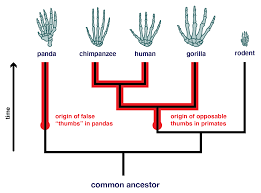 panda chimpanzee human gorilla rodent
time
origin of false
"thumbs" in pandas
origin of opposable
thumbs in primates
common ancestor